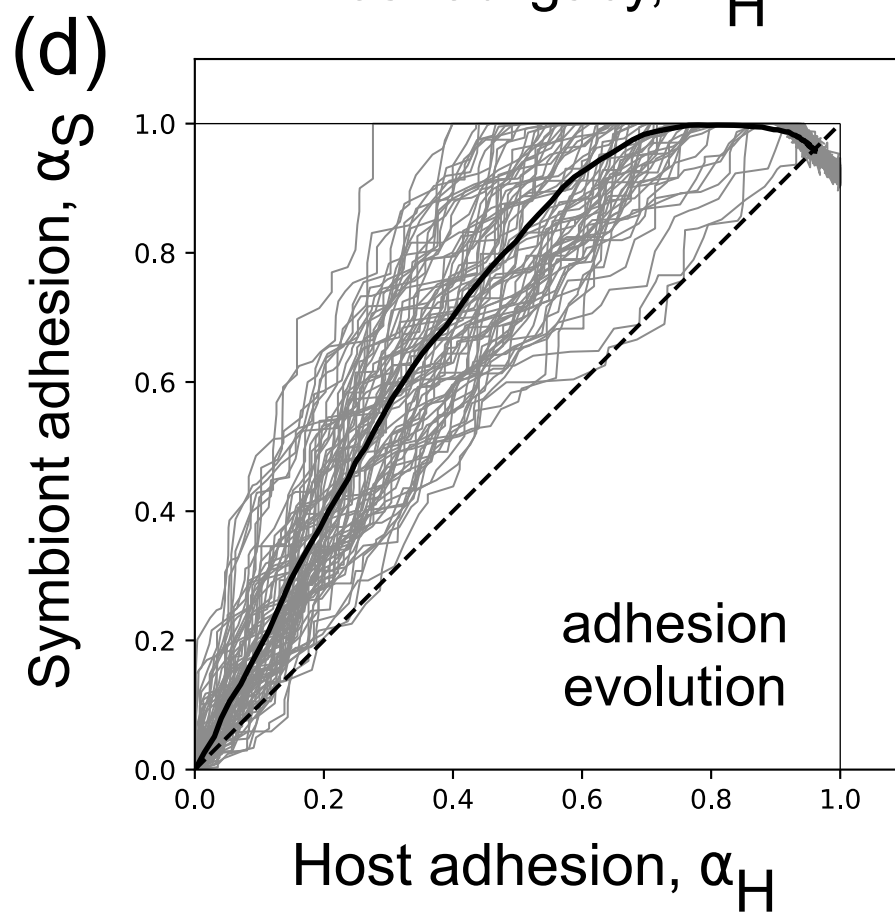 H
(d)
Symbiont adhesion, αS
1.0
0.8
0.6
0.4
0.2
0.0
adhesion
evolution
0.0 0.2 0.4 0.6 0.8 1.0
Host adhesion, αH